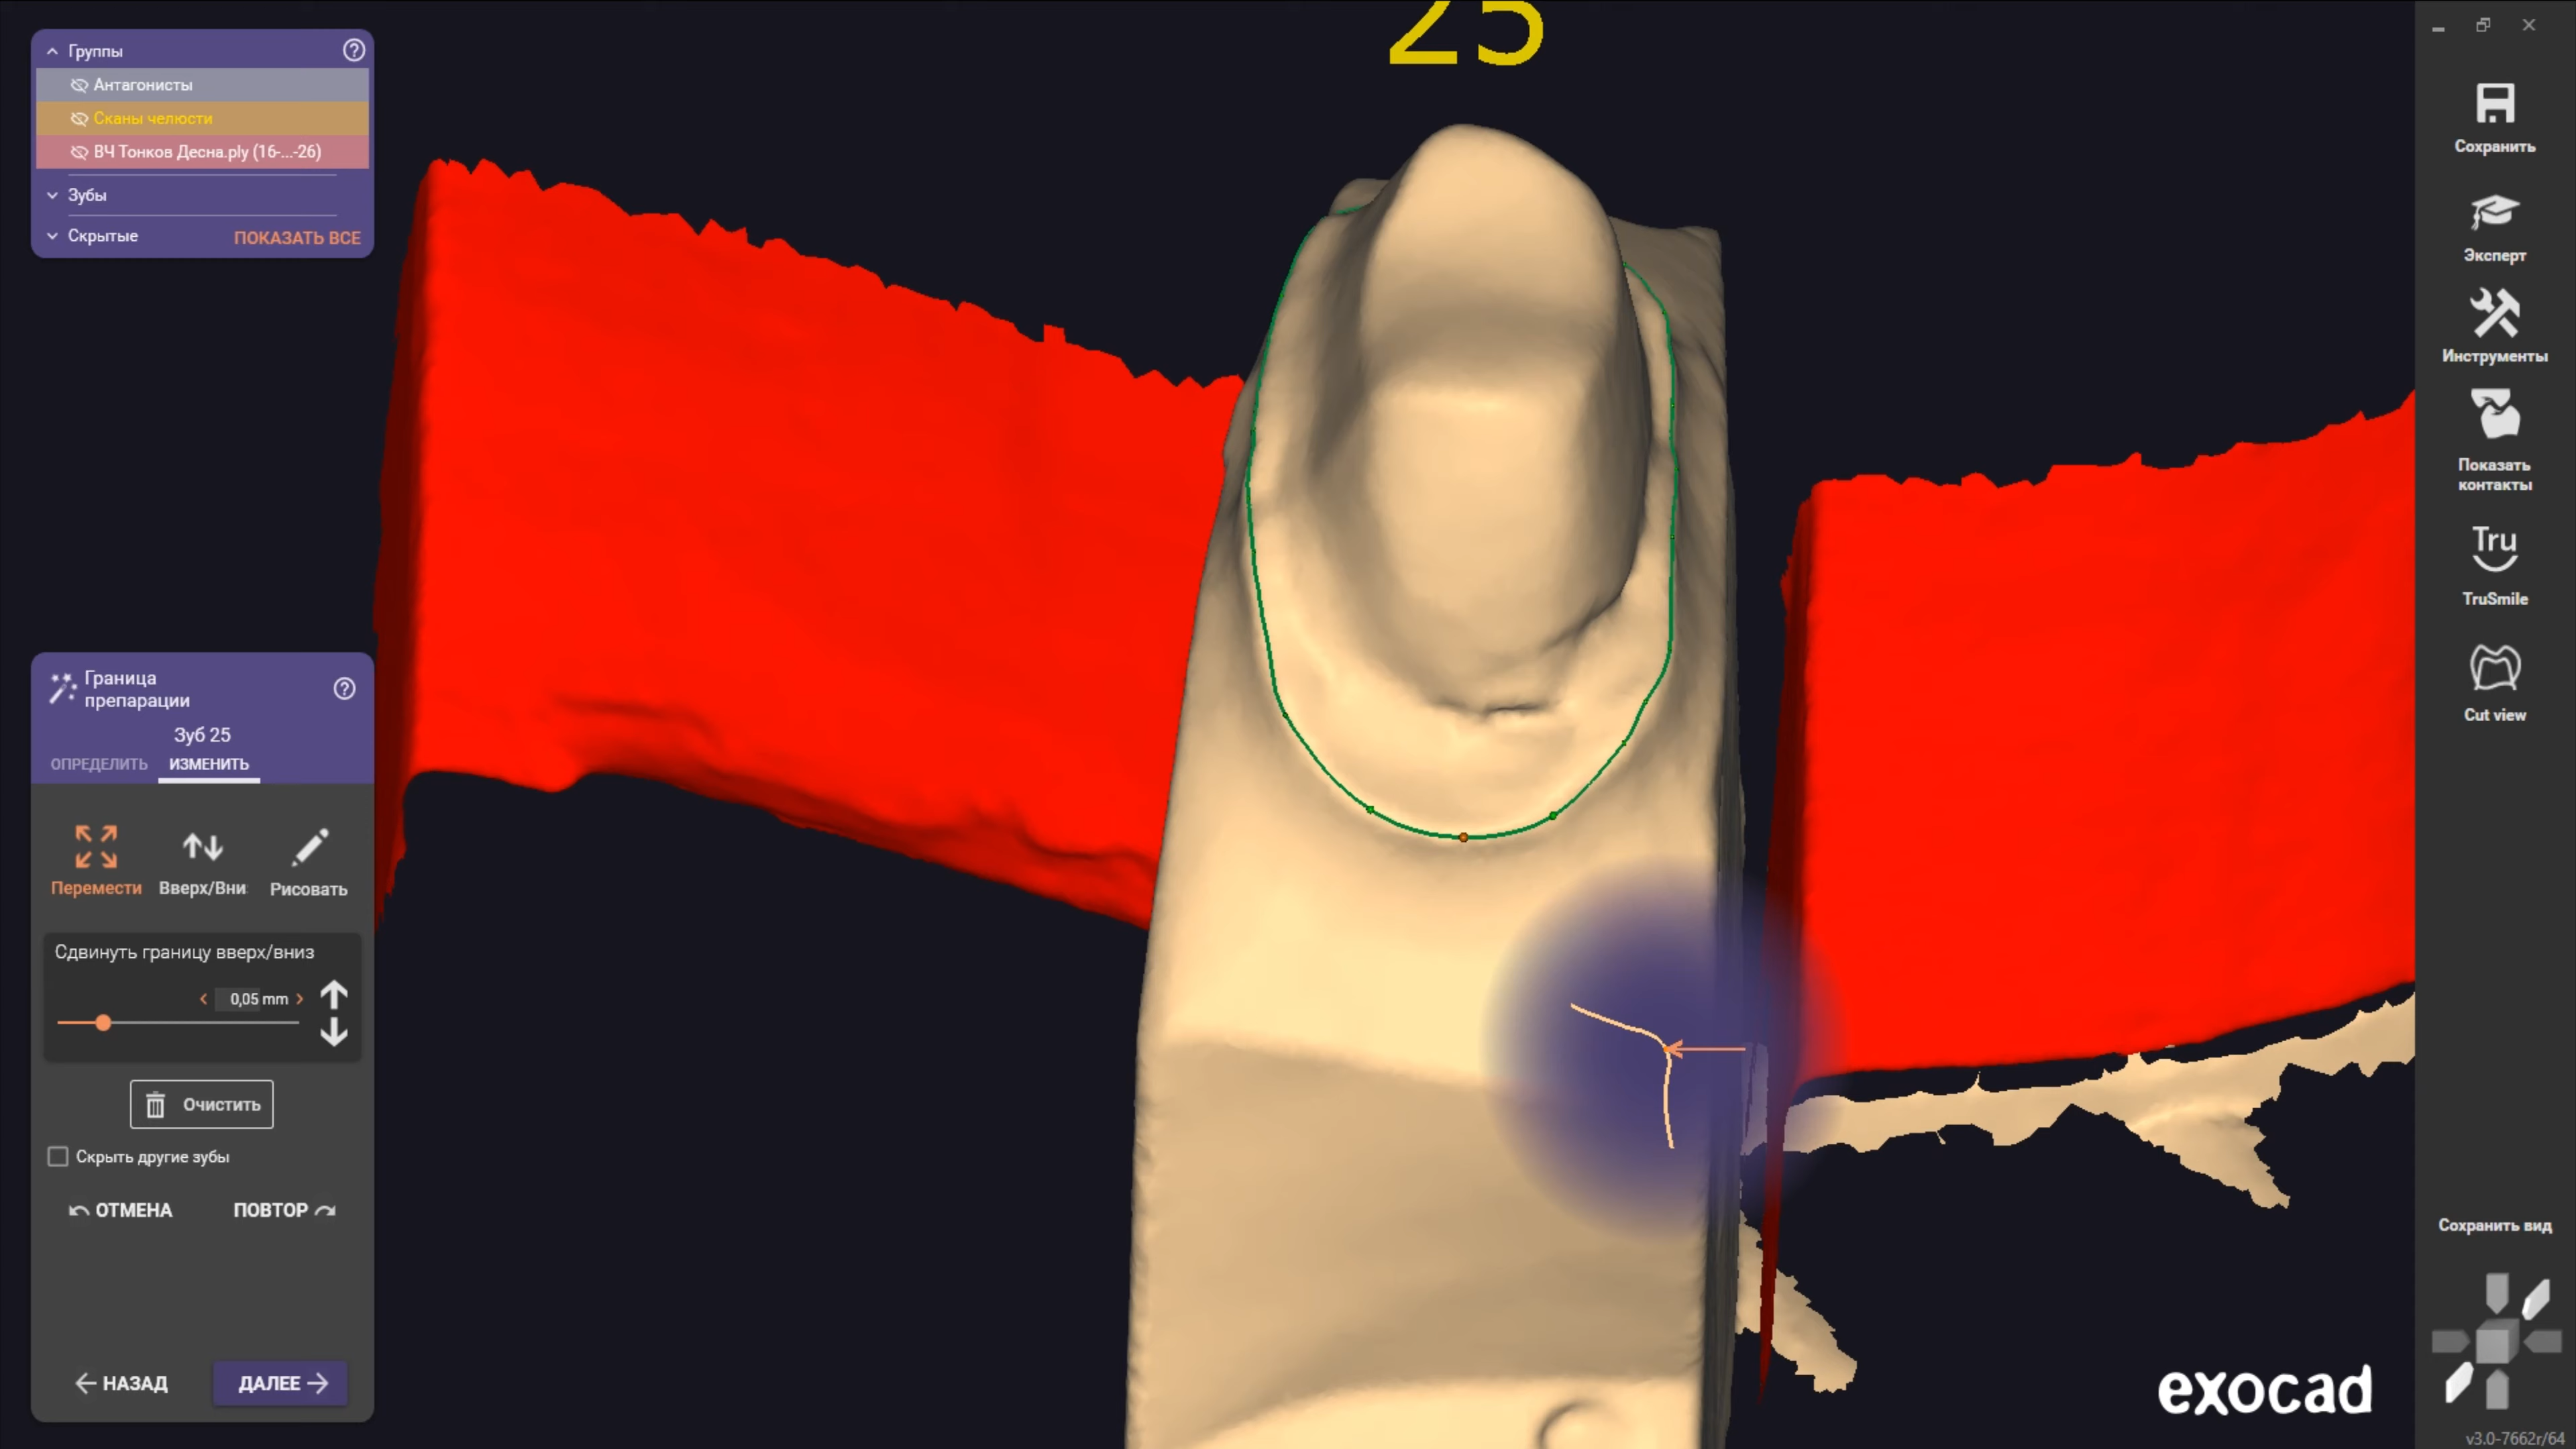 25
Группы
Антагонисты
Сканы челюсти
ВЧ Тонков Десна.ply (16-...-26)
Зубы
Скрытые ПОКАЗАТЬ ВСЕ
Граница
препарации
Зуб 25
ОПРЕДЕЛИТЬ ИЗМЕНИТЬ
Перемести Вверх/Вни Рисовать
Сдвинуть границу вверх/вниз
0,05 mm
Очистить
Скрыть другие зубы
ОТМЕНА ПОВТОР
НАЗАД ДАЛЕЕ
Сохранить
Эксперт
Инструменты
Показать
контакты
Tru
TruSmile
Cut view
Сохранить вид
exocad
v3.0-7662r/64